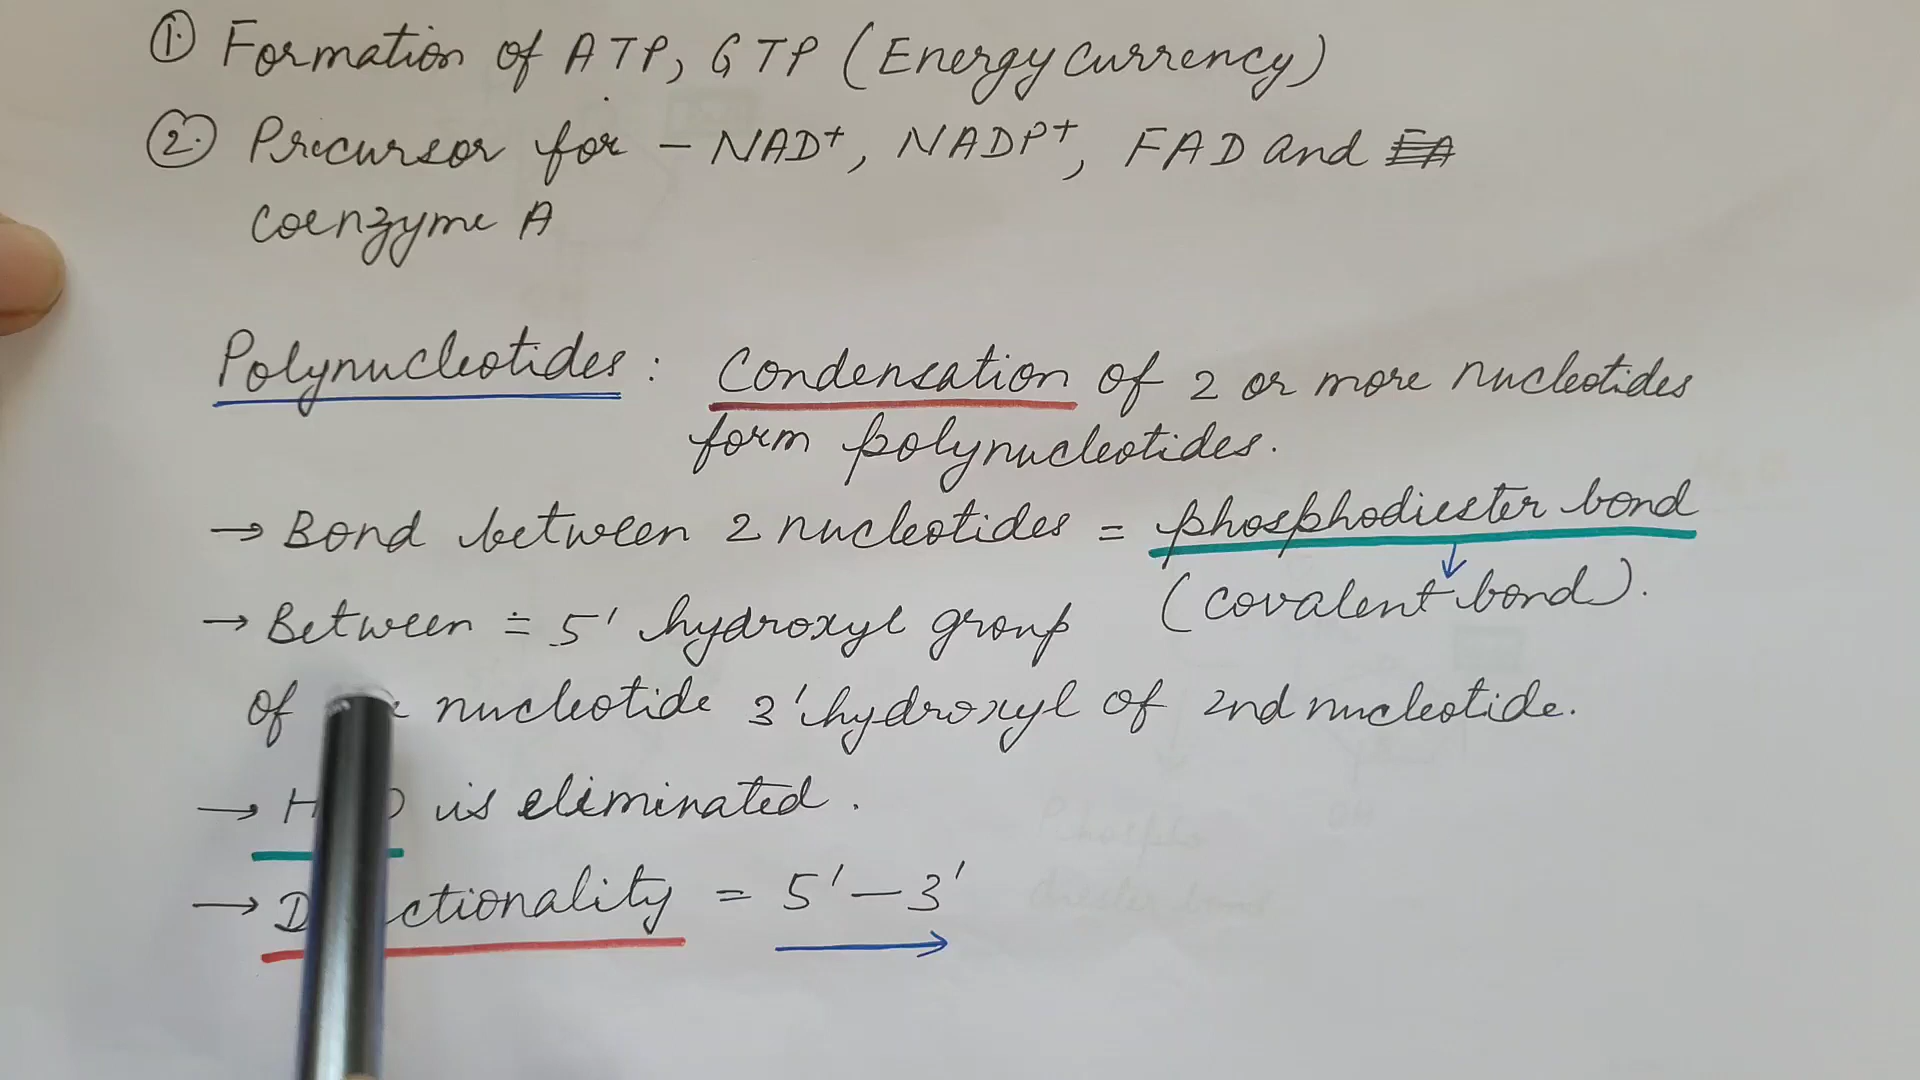 ① Formation of ATP, GTP (Energy Currency)
② Precursor for - NAD+, NADP+, FAD and
Coenzyme A
Polynucleotides : Condensation of 2 or more nucleotides
form polynucleotides.
→ Bond between 2 nucleotides = phosphodiester bond
(covalent bond).
→ Between = 5' hydroxyl group
of nucleotide 3' hydroxyl of 2nd nucleotide.
→ is eliminated.
→ = 5' - 3'